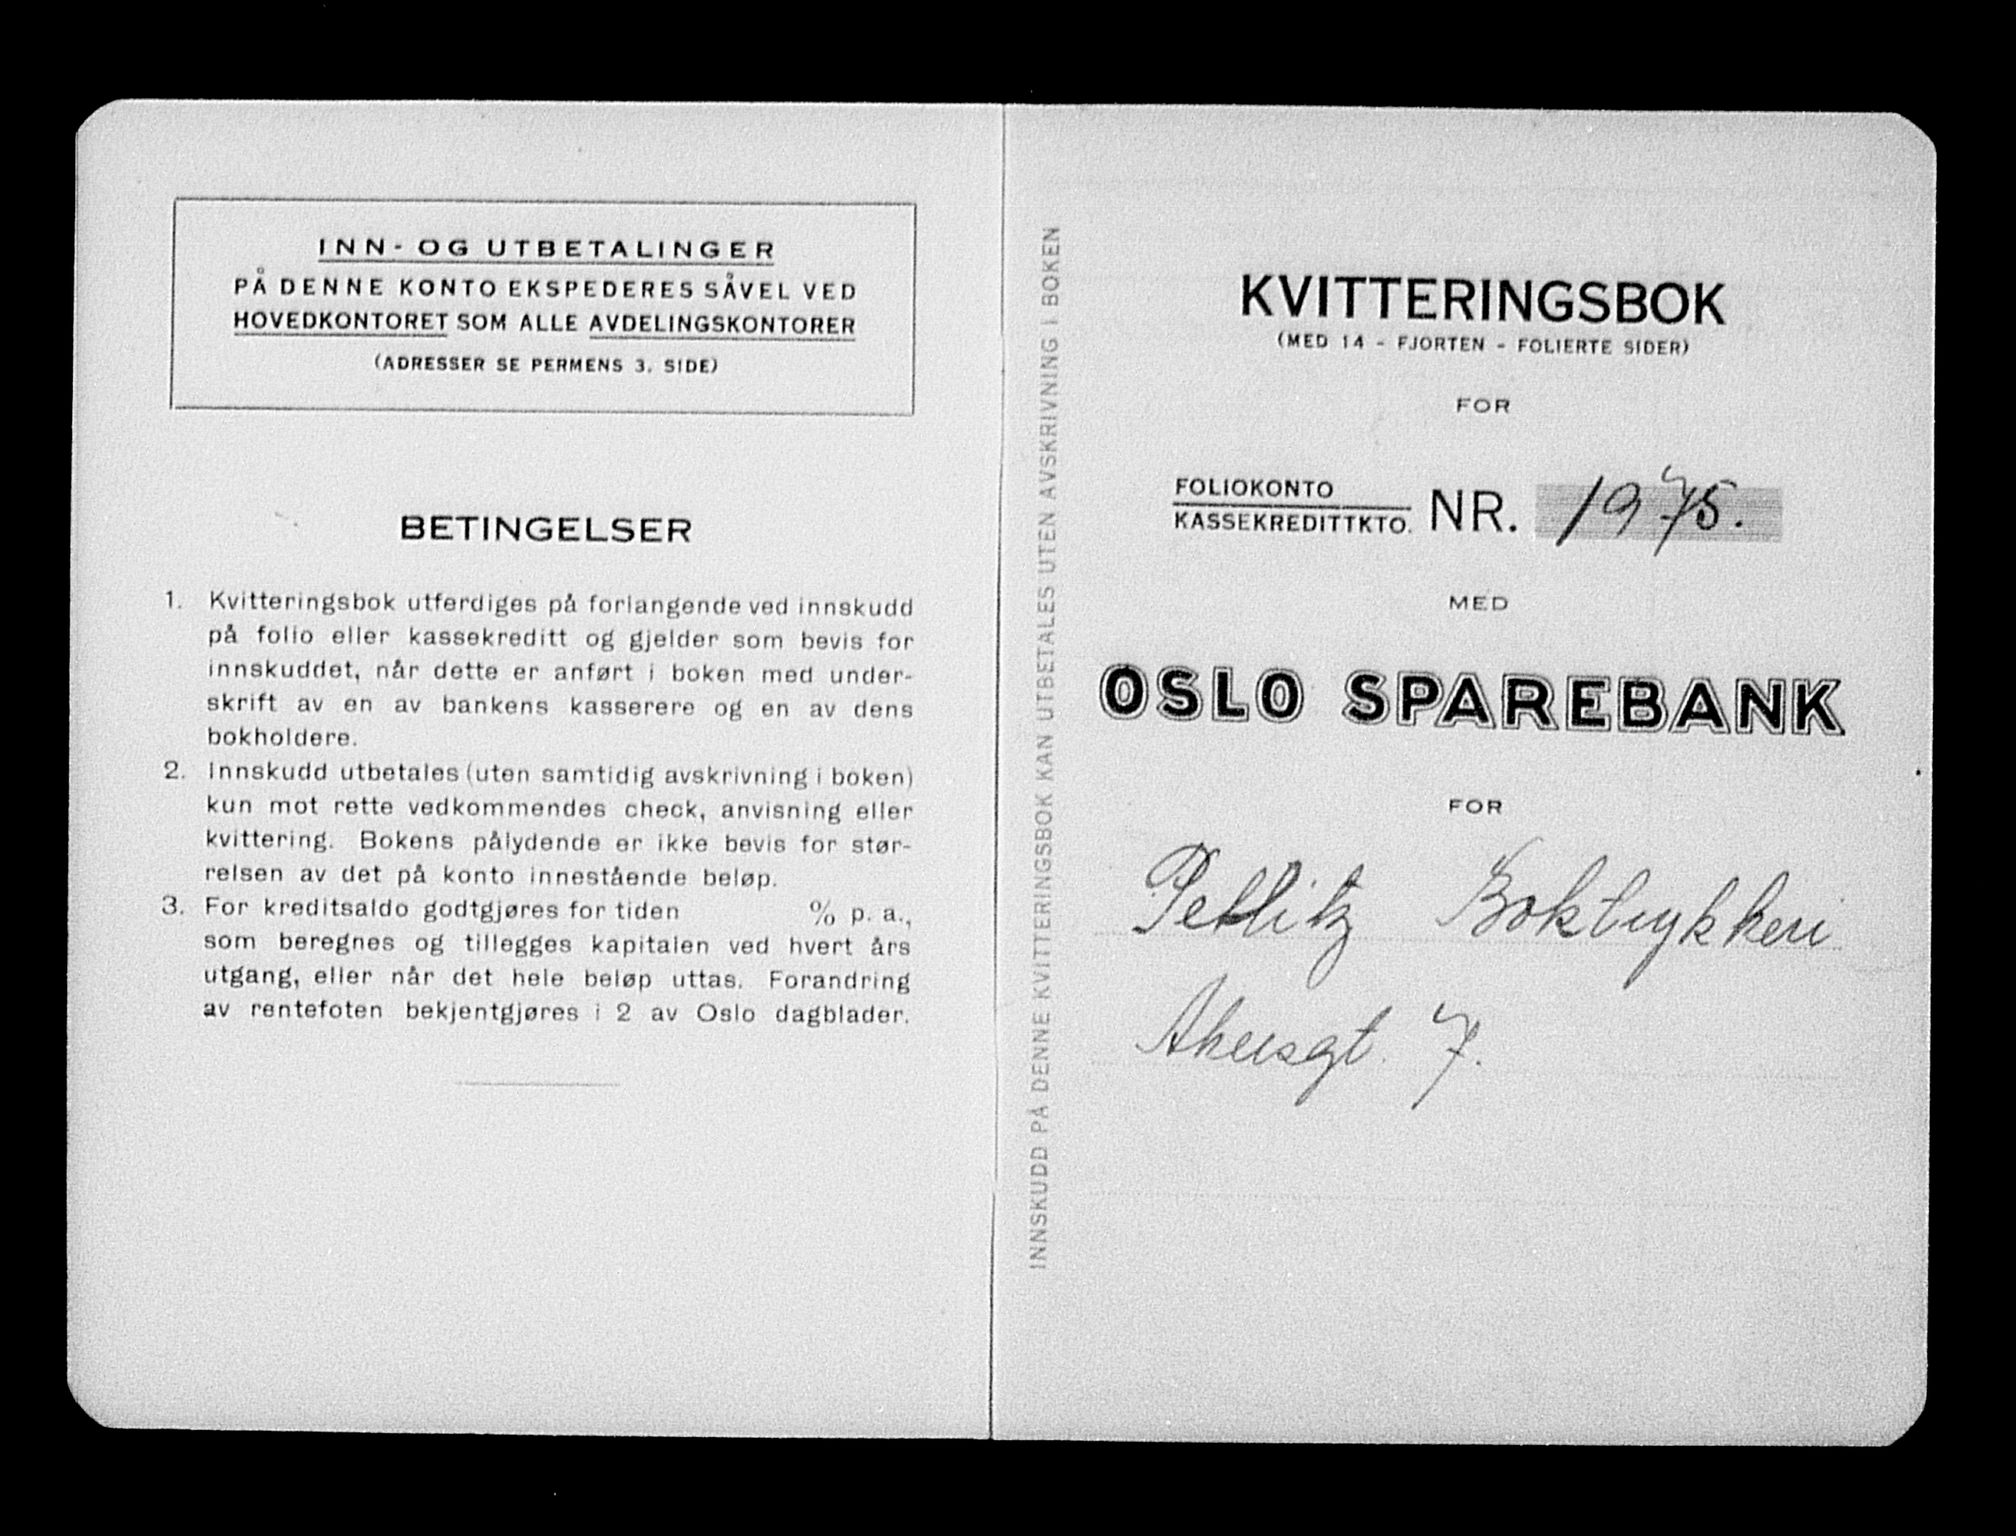 INN- OG UTBETALINGER
PÅ DENNE KONTO EKSPEDERES SÅVEL VED
HOVEDKONTORET SOM ALLE AVDELINGSKONTORER
(ADRESSER SE PERMENS 3. SIDE)
BETINGELSER
1. Kvitteringsbok utferdiges på forlangende ved innskudd
på folio eller kassekreditt og gjelder som bevis for
innskuddet, når dette er anført i boken med under-
skrift av en av bankens kasserere og en av dens
bokholdere.
2. Innskudd utbetales (uten samtidig avskrivning i boken)
kun mot rette vedkommendes check, anvisning eller
kvittering. Bokens pålydende er ikke bevis for stør-
relsen av det på konto innestående beløp.
3. For kreditsaldo godtgjøres for tiden % p. a.,
som beregnes og tillegges kapitalen ved hvert års
utgang, eller når det hele beløp uttas. Forandring
av rentefoten bekjentgjøres i 2 av Oslo dagblader.
INNSKUDD PÅ DENNE KVITTERINGSBOK KAN UTBETALES UTEN AVSKRIVNING I BOKEN
KVITTERINGSBOK
(MED 14 - FJORTEN - FOLIERTE SIDER)
FOR
FOLIOKONTO
KASSEKREDITTKTO. NR. 1975.
MED
OSLO SPAREBANK
FOR
Petlitz Boktrykkeri
Akersgt. 7.